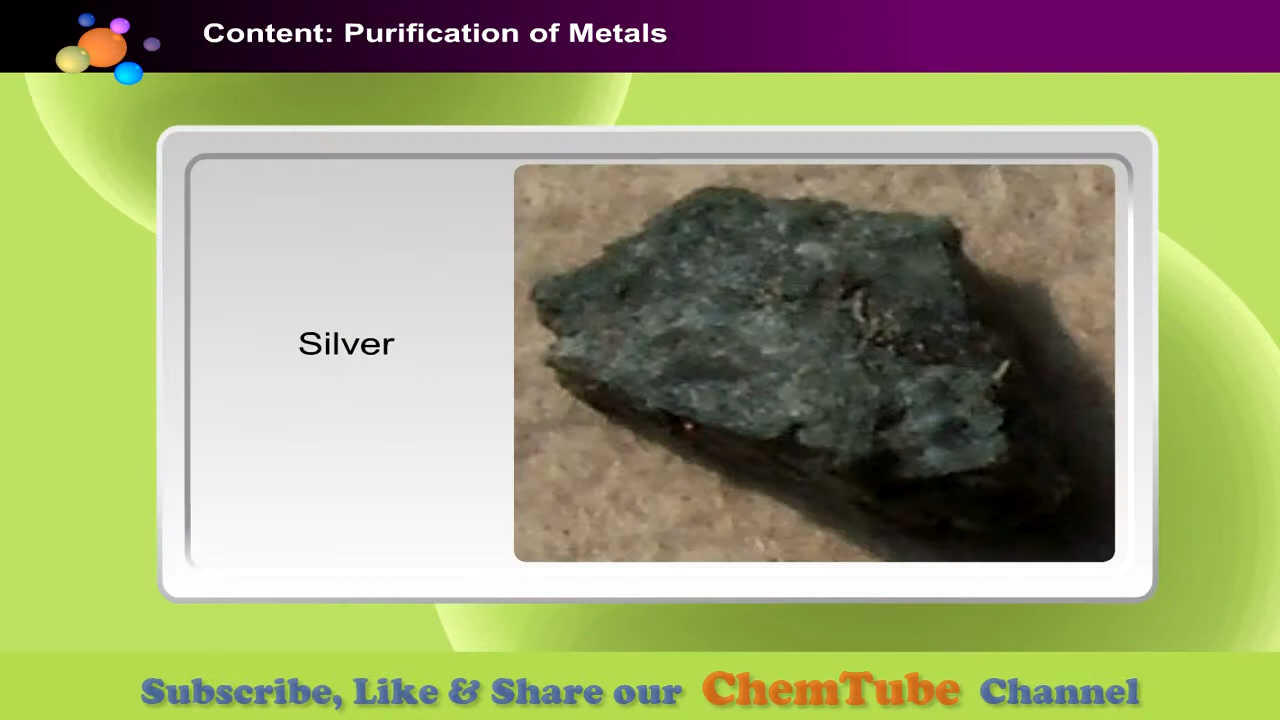 Content: Purification of Metals
Silver
Subscribe, Like & Share our ChemTube Channel